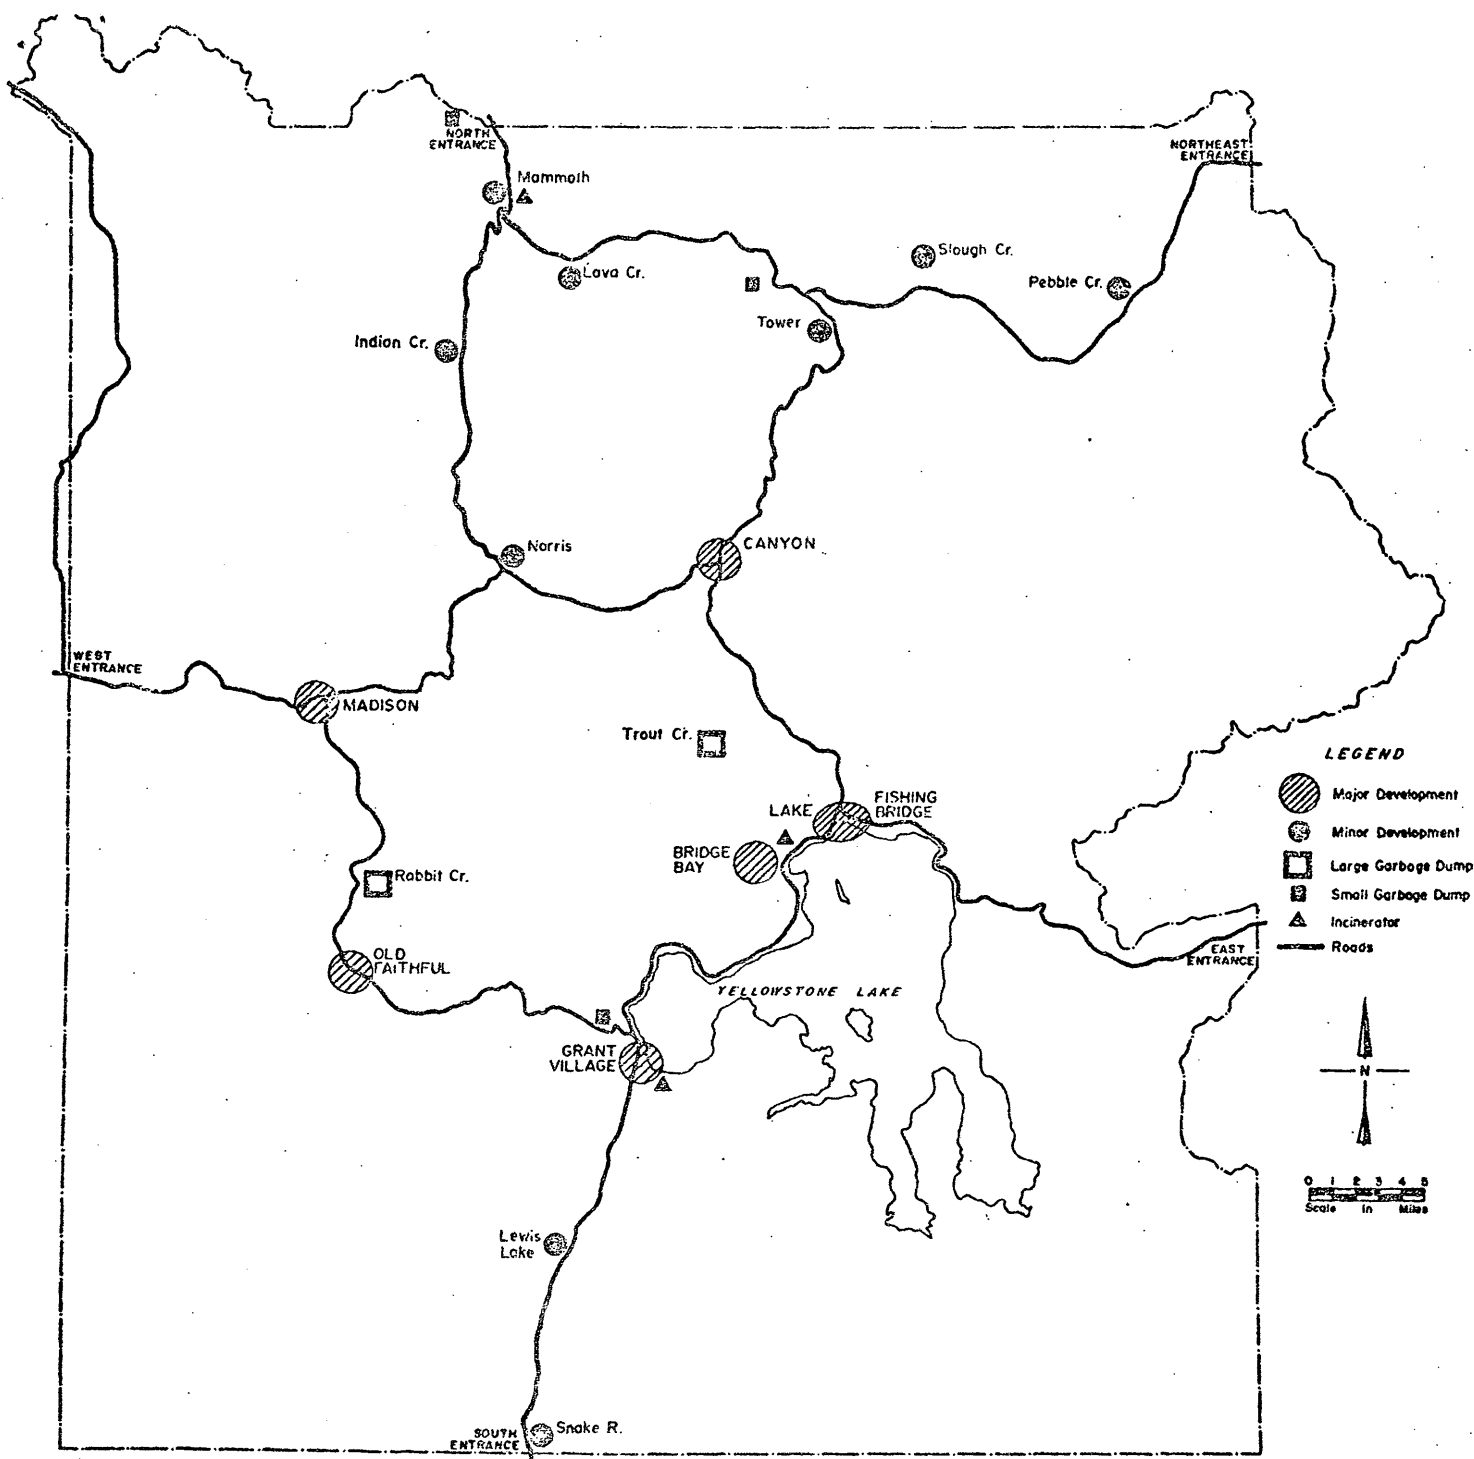 NORTH
ENTRANCE
NORTHEAST
ENTRANCE
Mammoth
Slough Cr.
Lava Cr.
Pebble Cr.
Tower
Indian Cr.
Norris
CANYON
WEST
ENTRANCE
MADISON
Trout Cr.
LEGEND
Major Development
Minor Development
Large Garbage Dump
Small Garbage Dump
Incinerator
Roads
LAKE
FISHING
BRIDGE
BRIDGE
BAY
Rabbit Cr.
EAST
ENTRANCE
OLD
FAITHFUL
YELLOWSTONE LAKE
GRANT
VILLAGE
N
0 1 2 3 4 5
Scale In Miles
Lewis
Lake
Snake R.
SOUTH
ENTRANCE